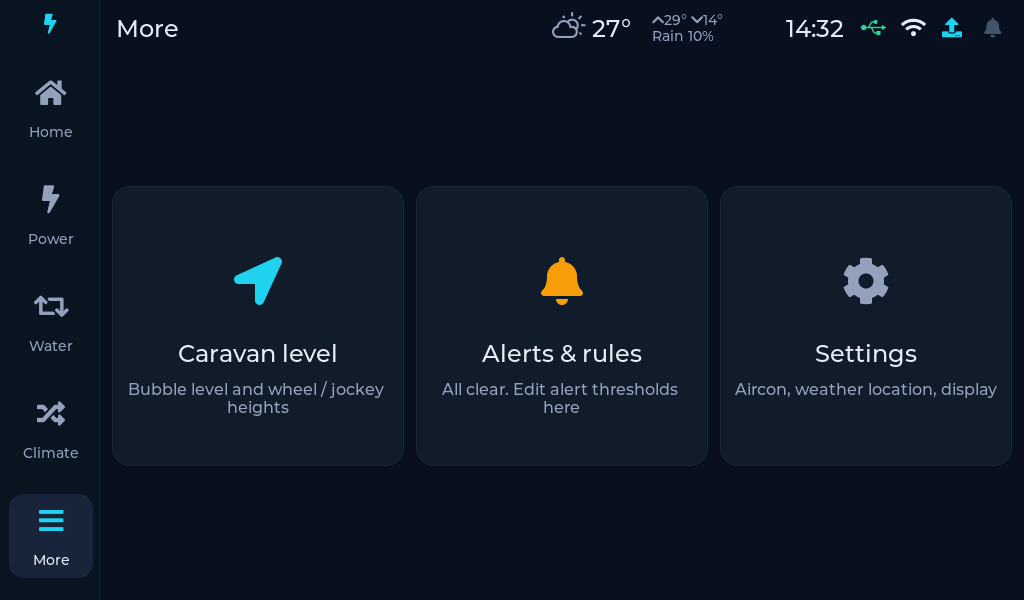 More
27°
29° 14°
Rain 10%
14:32
Home
Power
Water
Climate
More
Caravan level
Bubble level and wheel / jockey
heights
Alerts & rules
All clear. Edit alert thresholds
here
Settings
Aircon, weather location, display